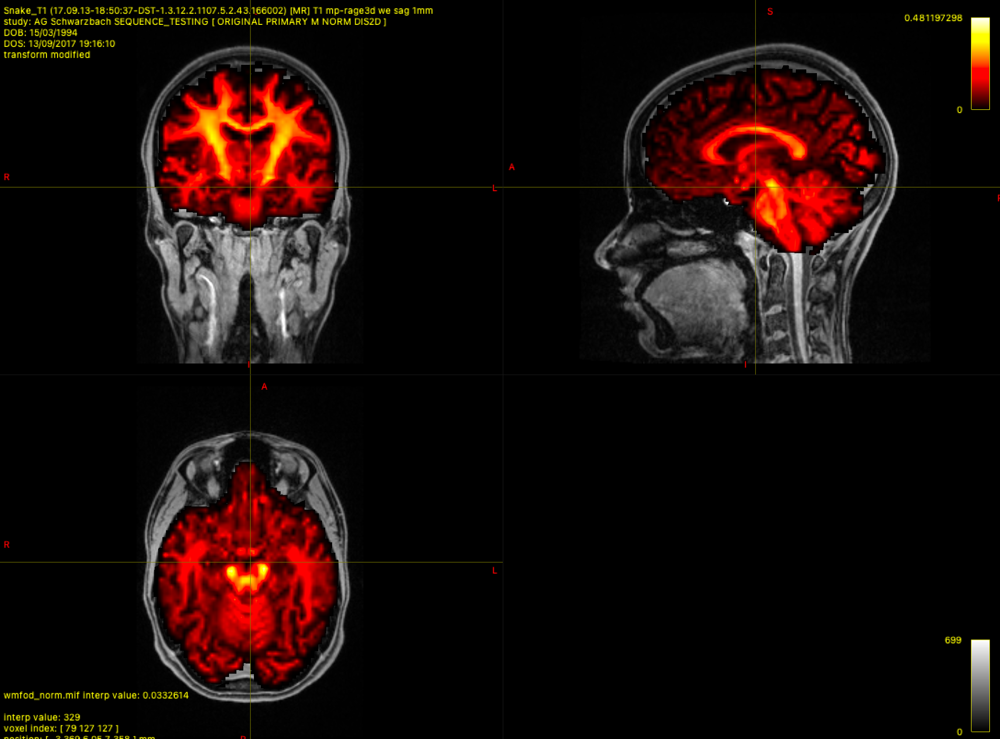 Snake_T1 (17.09.13-18:50:37-DST-1.3.12.2.1107.5.2.43.166002) [MR] T1 mp-rage3d we sag 1mm
study: AG Schwarzbach SEQUENCE_TESTING [ ORIGINAL PRIMARY M NORM DIS2D ]
DOB: 15/03/1994
DOS: 13/09/2017 19:16:10
transform modified
S
0.481197298
0
R
L
A
I
I
A
R
L
699
0
wmfod_norm.mif interp value: 0.0332614
interp value: 329
voxel index: [ 79 127 127 ]